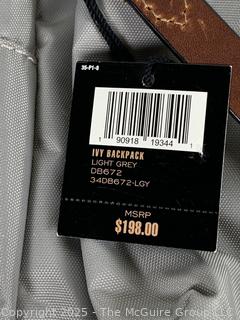 35-P1-8
1 90918 19344 1
IVY BACKPACK
LIGHT GREY
DB672
34DB672-LGY
MSRP
$198.00
Copyright 2025 - The McGuire Group Inc.